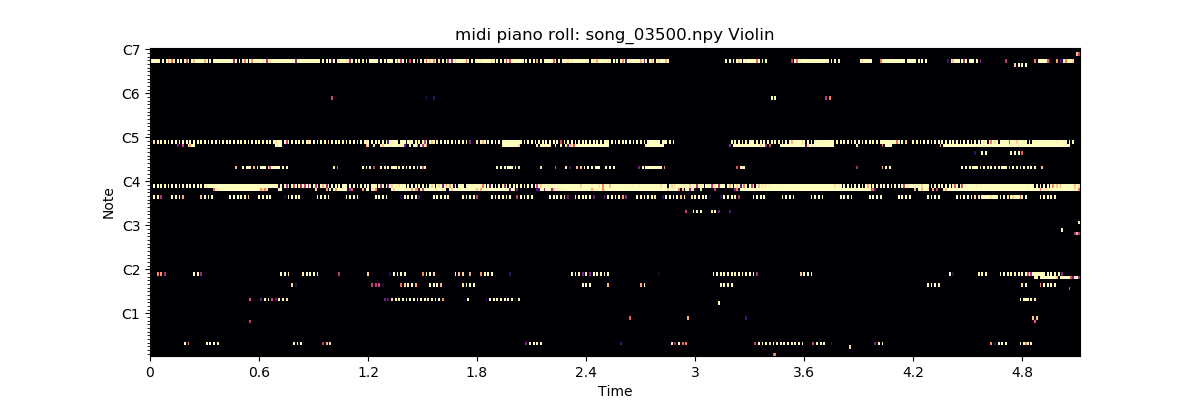 midi piano roll: song_03500.npy Violin
C7
C6
C5
C4
C3
C2
C1
Note
0 0.6 1.2 1.8 2.4 3 3.6 4.2 4.8
Time